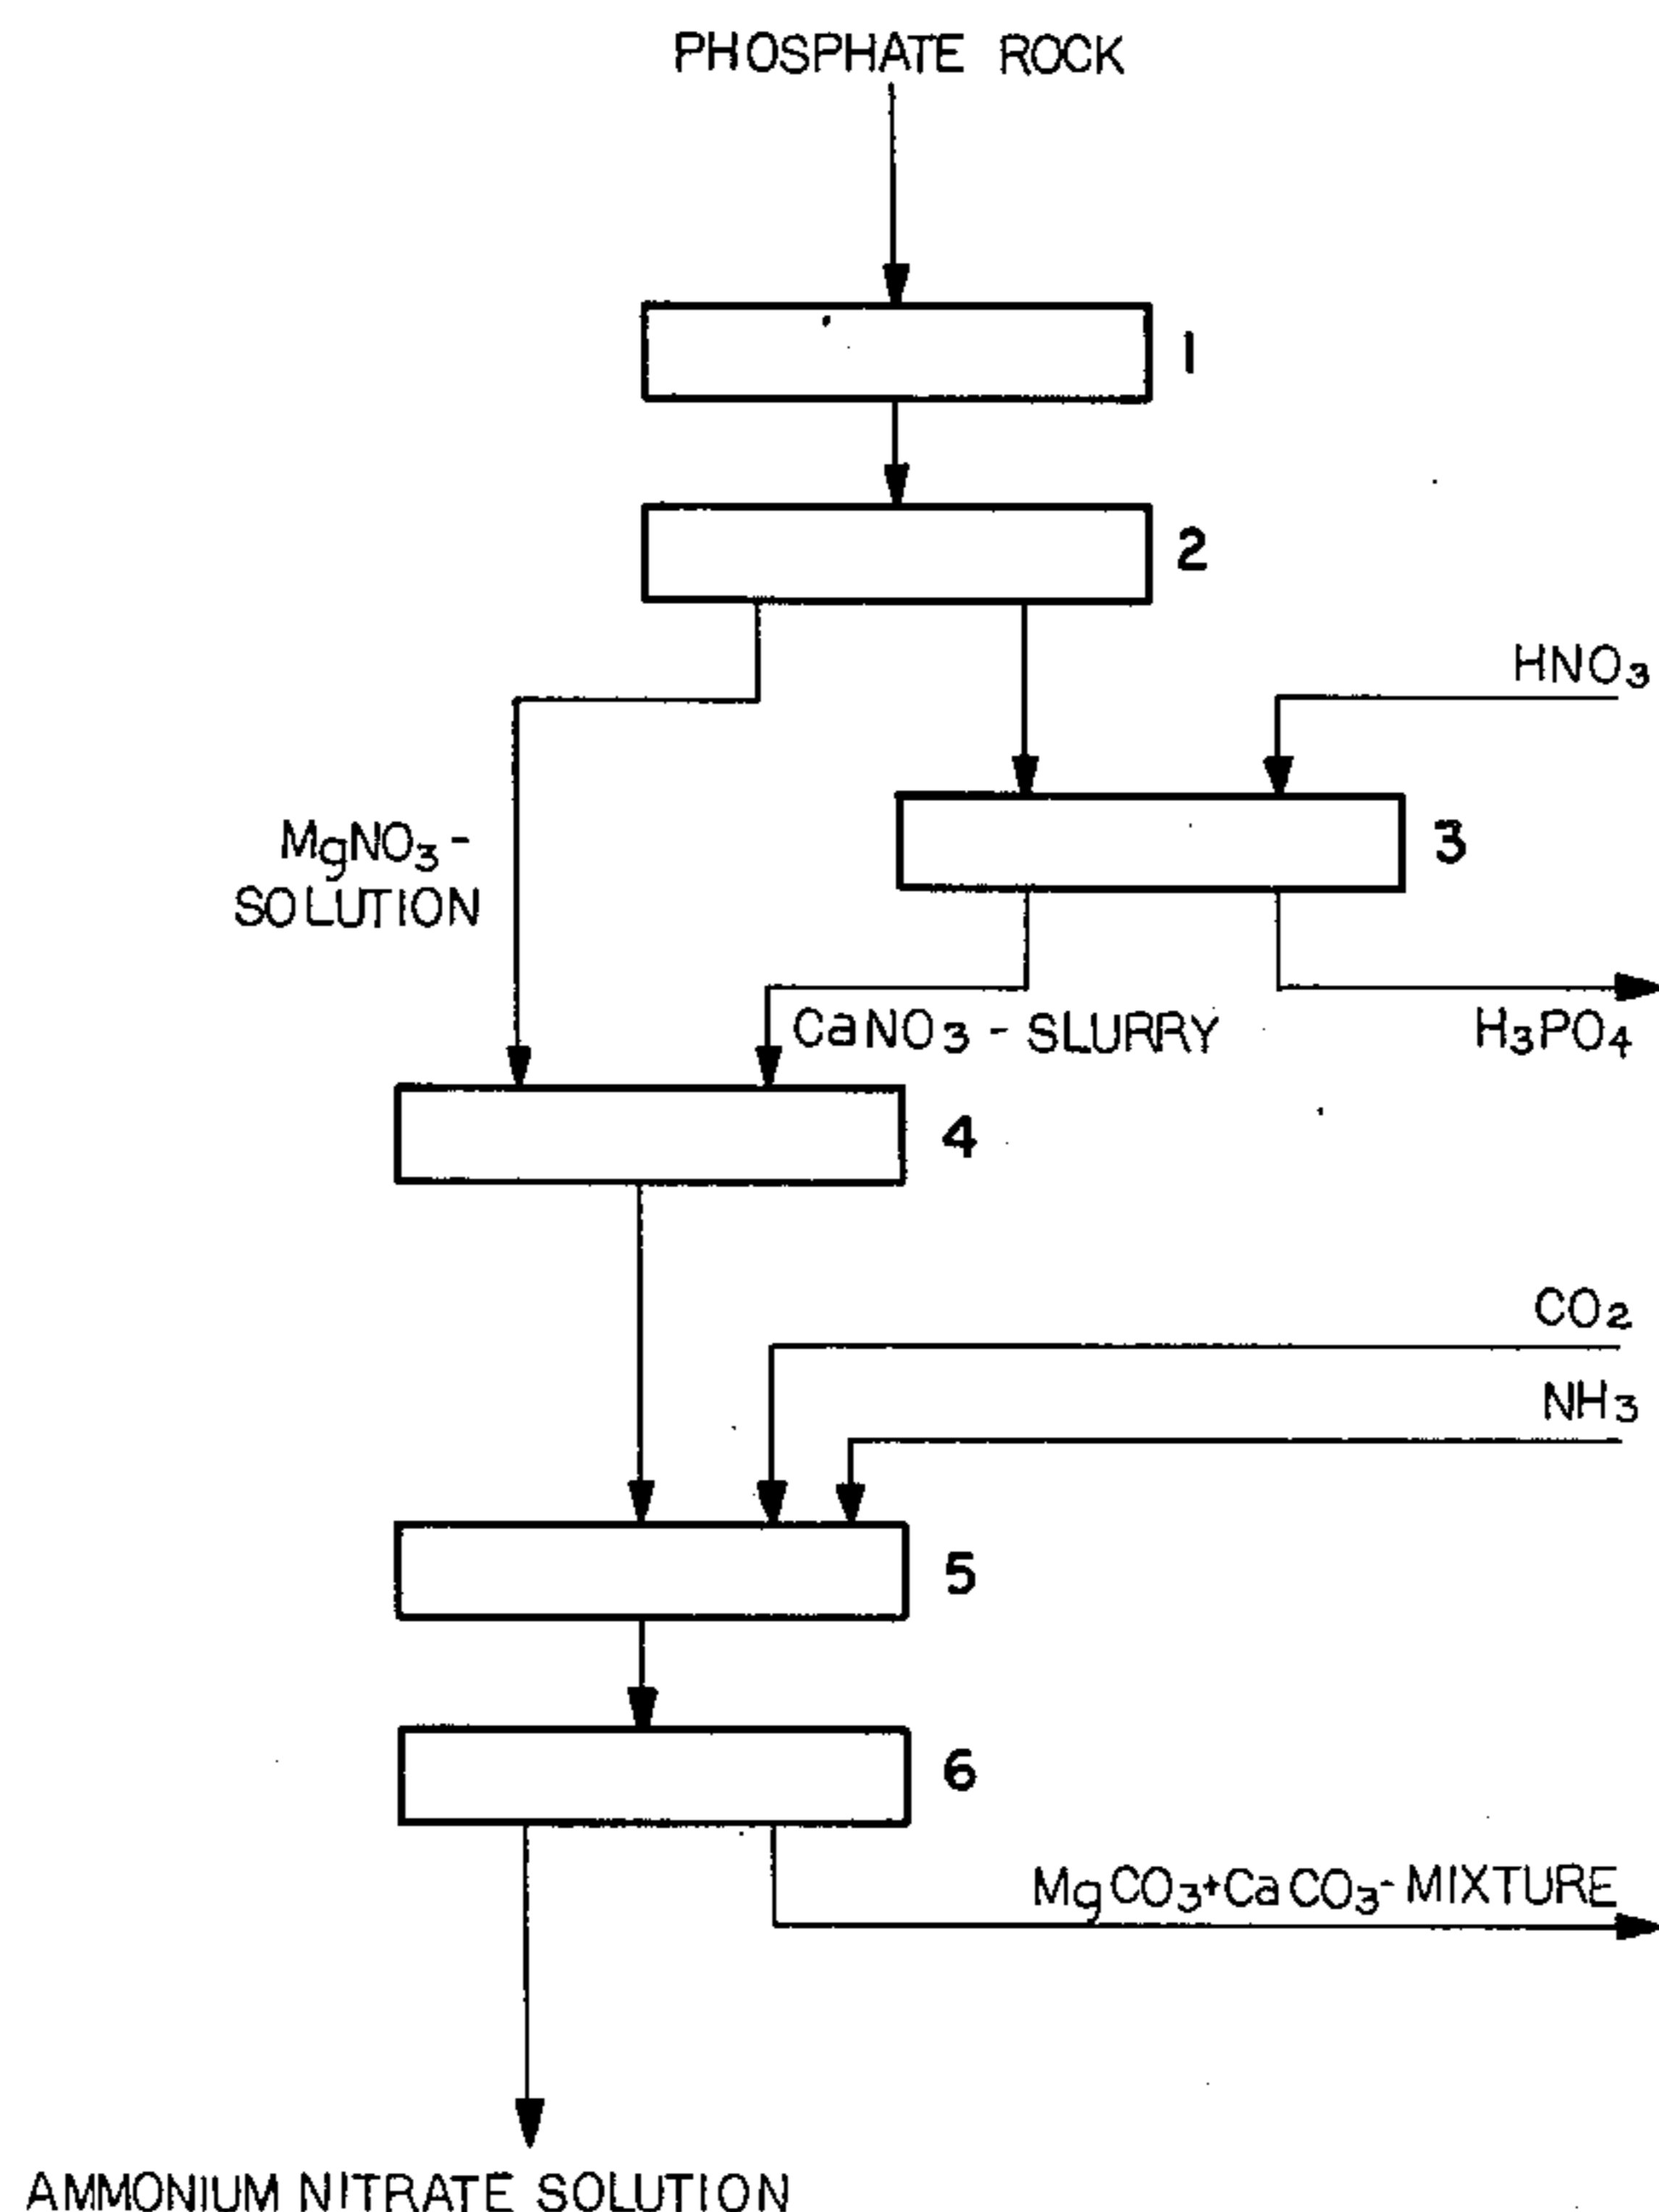 PHOSPHATE ROCK
1
2
HNO₃
3
MgNO₃-
SOLUTION
CaNO₃ - SLURRY
H₃PO₄
4
CO₂
NH₃
5
6
MgCO₃+CaCO₃-MIXTURE
AMMONIUM NITRATE SOLUTION